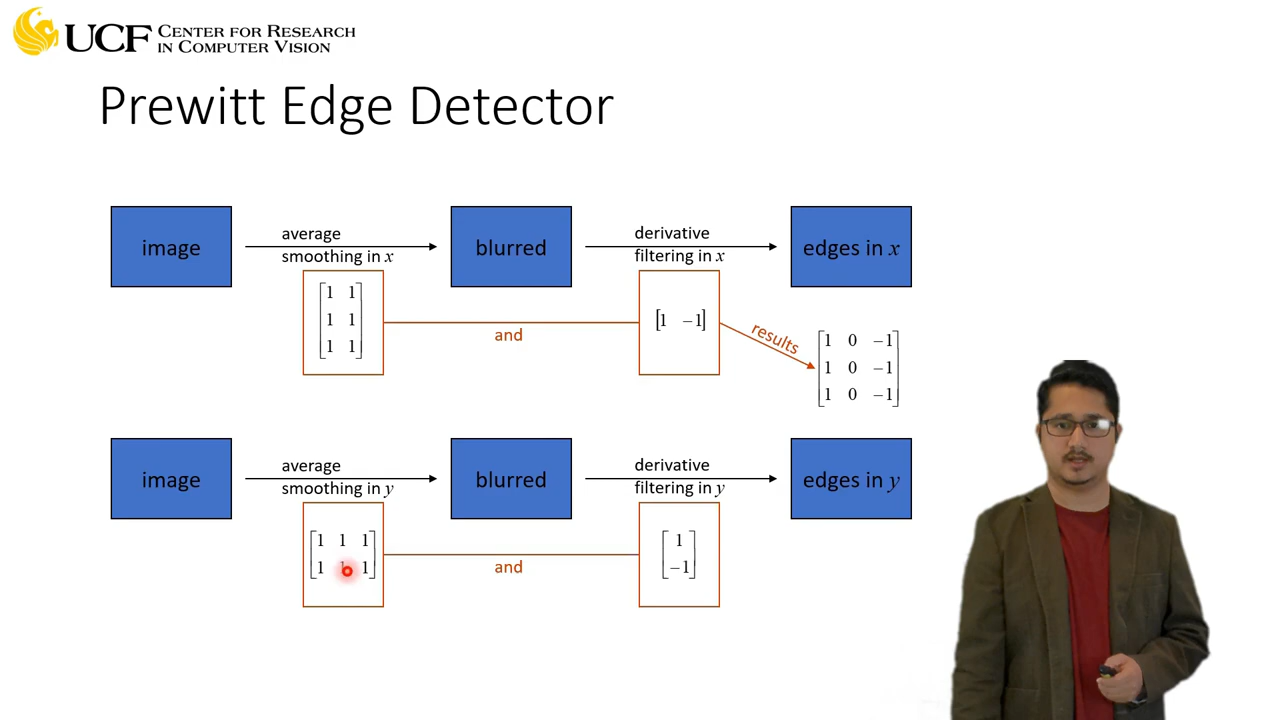 UCF CENTER FOR RESEARCH
IN COMPUTER VISION
Prewitt Edge Detector
image
average
smoothing in x
blurred
derivative
filtering in x
edges in x
1 1
1 1
1 1
and
[1 −1]
results
1 0 −1
1 0 −1
1 0 −1
image
average
smoothing in y
blurred
derivative
filtering in y
edges in y
1 1 1
1 1 1
and
1
−1